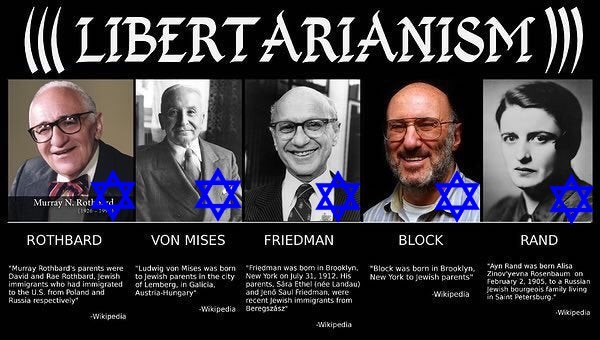 ((( LIBERTARIANISM )))
Murray N. Rothbard
ROTHBARD
"Murray Rothbard's parents were
David and Rae Rothbard, Jewish
immigrants who had immigrated
to the U.S. from Poland and
Russia respectively"
-Wikipedia
VON MISES
"Ludwig von Mises was born
to Jewish parents in the city
of Lemberg, in Galicia,
Austria-Hungary"
-Wikipedia
FRIEDMAN
"Friedman was born in Brooklyn,
New York on July 31, 1912. His
parents, Sára Ethel (née Landau)
and Jenő Saul Friedman, were
recent Jewish immigrants from
Beregszász"
-Wikipedia
BLOCK
"Block was born in Brooklyn,
New York to Jewish parents"
-Wikipedia
RAND
"Ayn Rand was born Alisa
Zinov'yevna Rosenbaum on
February 2, 1905, to a Russian
Jewish bourgeois family living
in Saint Petersburg."
-Wikipedia